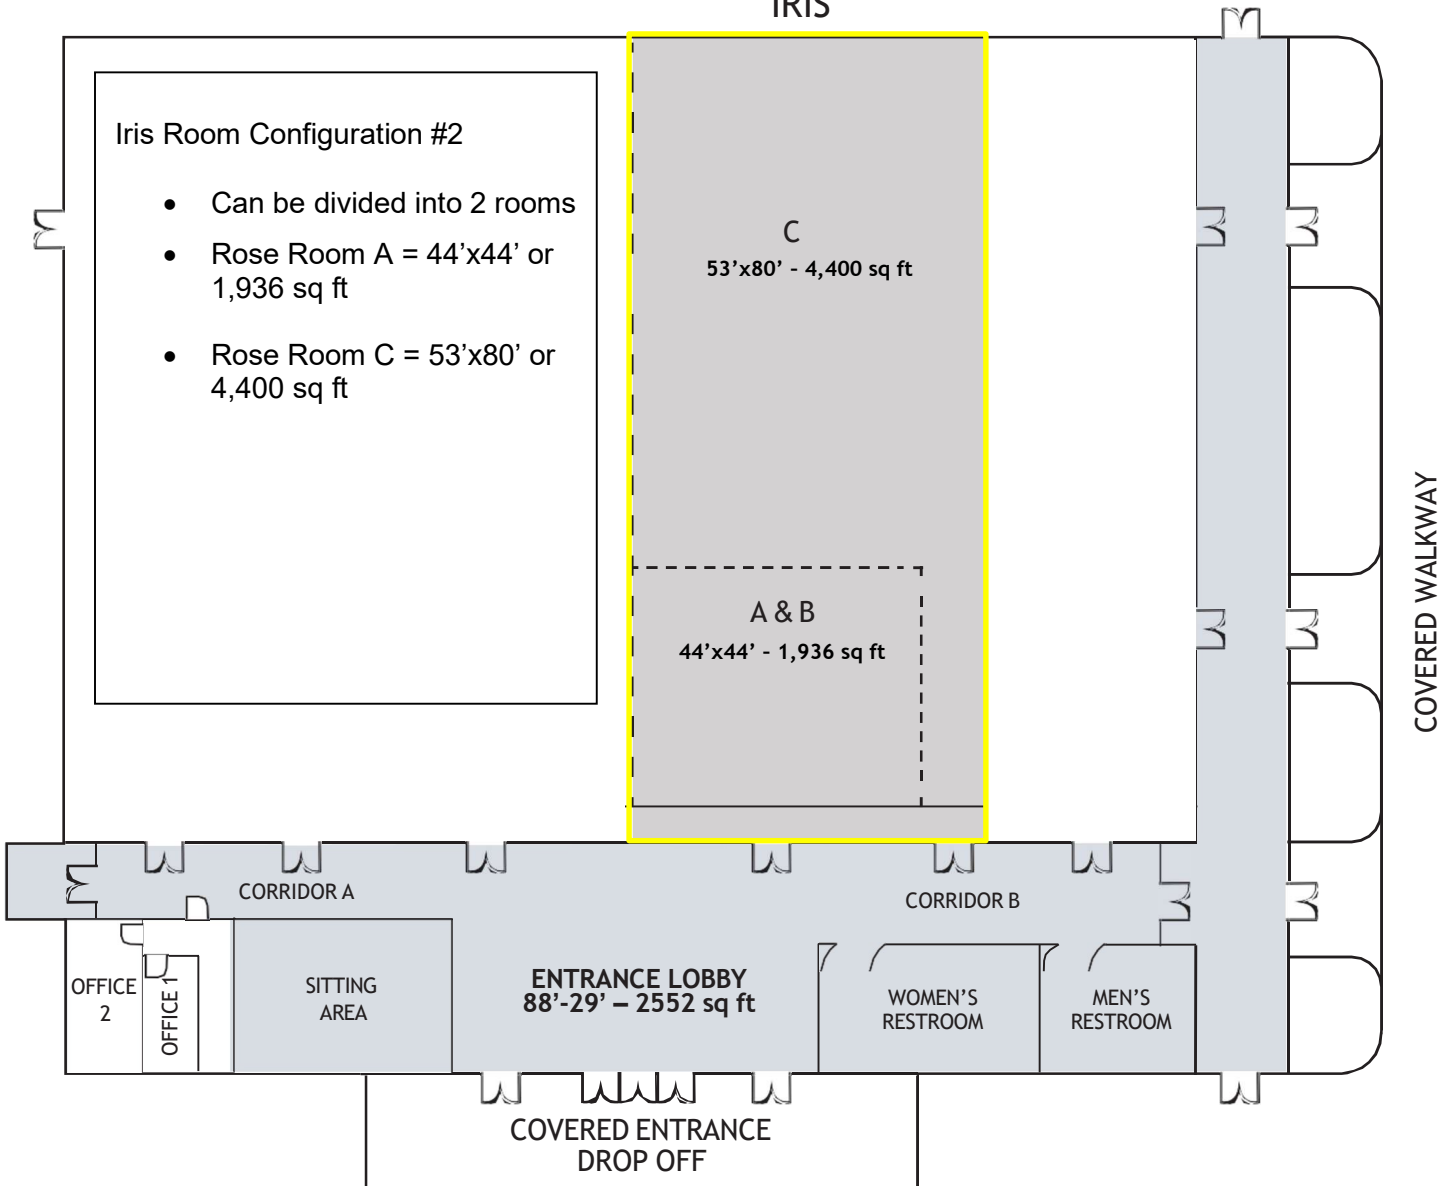 IRIS
Iris Room Configuration #2
• Can be divided into 2 rooms
• Rose Room A = 44’x44’ or
1,936 sq ft
• Rose Room C = 53’x80’ or
4,400 sq ft
C
53’x80’ – 4,400 sq ft
A & B
44’x44’ – 1,936 sq ft
COVERED WALKWAY
CORRIDOR A
CORRIDOR B
OFFICE
2
OFFICE 1
SITTING
AREA
ENTRANCE LOBBY
88’-29’ – 2552 sq ft
WOMEN’S
RESTROOM
MEN’S
RESTROOM
COVERED ENTRANCE
DROP OFF